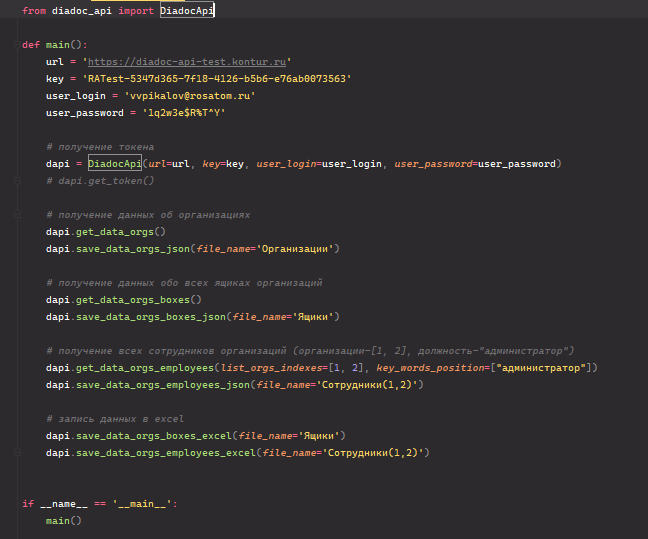 from diadoc_api import DiadocApi
def main():
url = 'https://diadoc-api-test.kontur.ru'
key = 'RATest-5347d365-7f18-4126-b5b6-e76ab0073563'
user_login = 'vvpikalov@rosatom.ru'
user_password = '1q2w3e$R%T^Y'
# получение токена
dapi = DiadocApi(url=url, key=key, user_login=user_login, user_password=user_password)
# dapi.get_token()
# получение данных об организациях
dapi.get_data_orgs()
dapi.save_data_orgs_json(file_name='Организации')
# получение данных обо всех ящиках организаций
dapi.get_data_orgs_boxes()
dapi.save_data_orgs_boxes_json(file_name='Ящики')
# получение всех сотрудников организаций (организации-[1, 2], должность-"администратор")
dapi.get_data_orgs_employees(list_orgs_indexes=[1, 2], key_words_position=["администратор"])
dapi.save_data_orgs_employees_json(file_name='Сотрудники(1,2)')
# запись данных в excel
dapi.save_data_orgs_boxes_excel(file_name='Ящики')
dapi.save_data_orgs_employees_excel(file_name='Сотрудники(1,2)')
if __name__ == '__main__':
main()